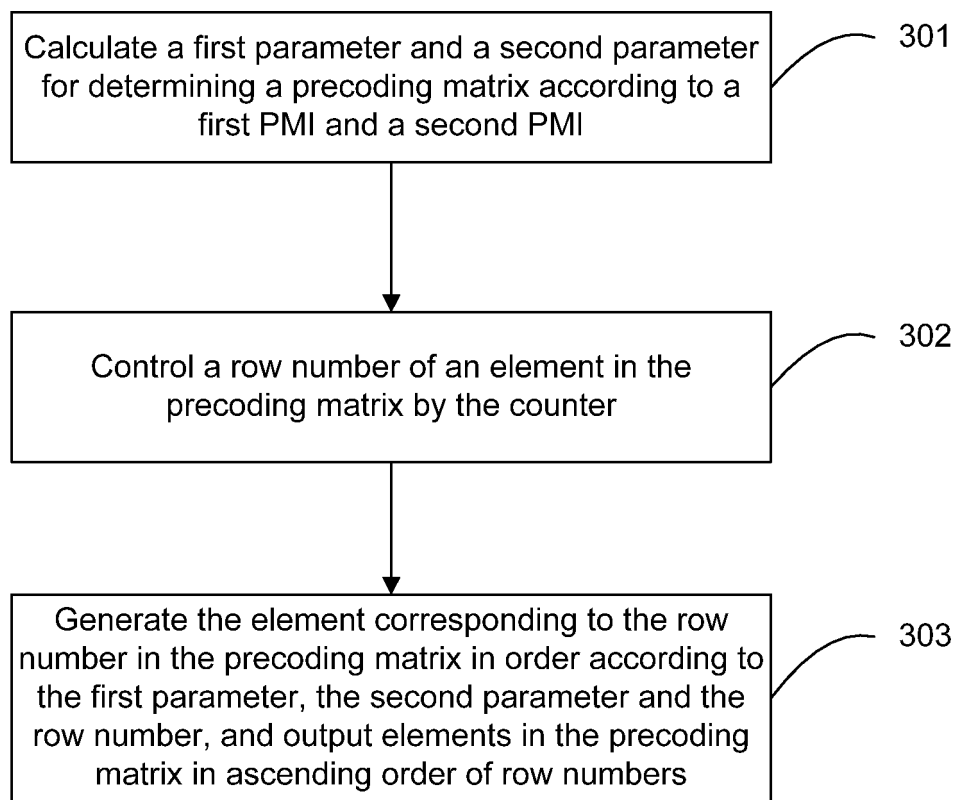 Calculate a first parameter and a second parameter
for determining a precoding matrix according to a
first PMI and a second PMI
301
Control a row number of an element in the
precoding matrix by the counter
302
Generate the element corresponding to the row
number in the precoding matrix in order according to
the first parameter, the second parameter and the
row number, and output elements in the precoding
matrix in ascending order of row numbers
303